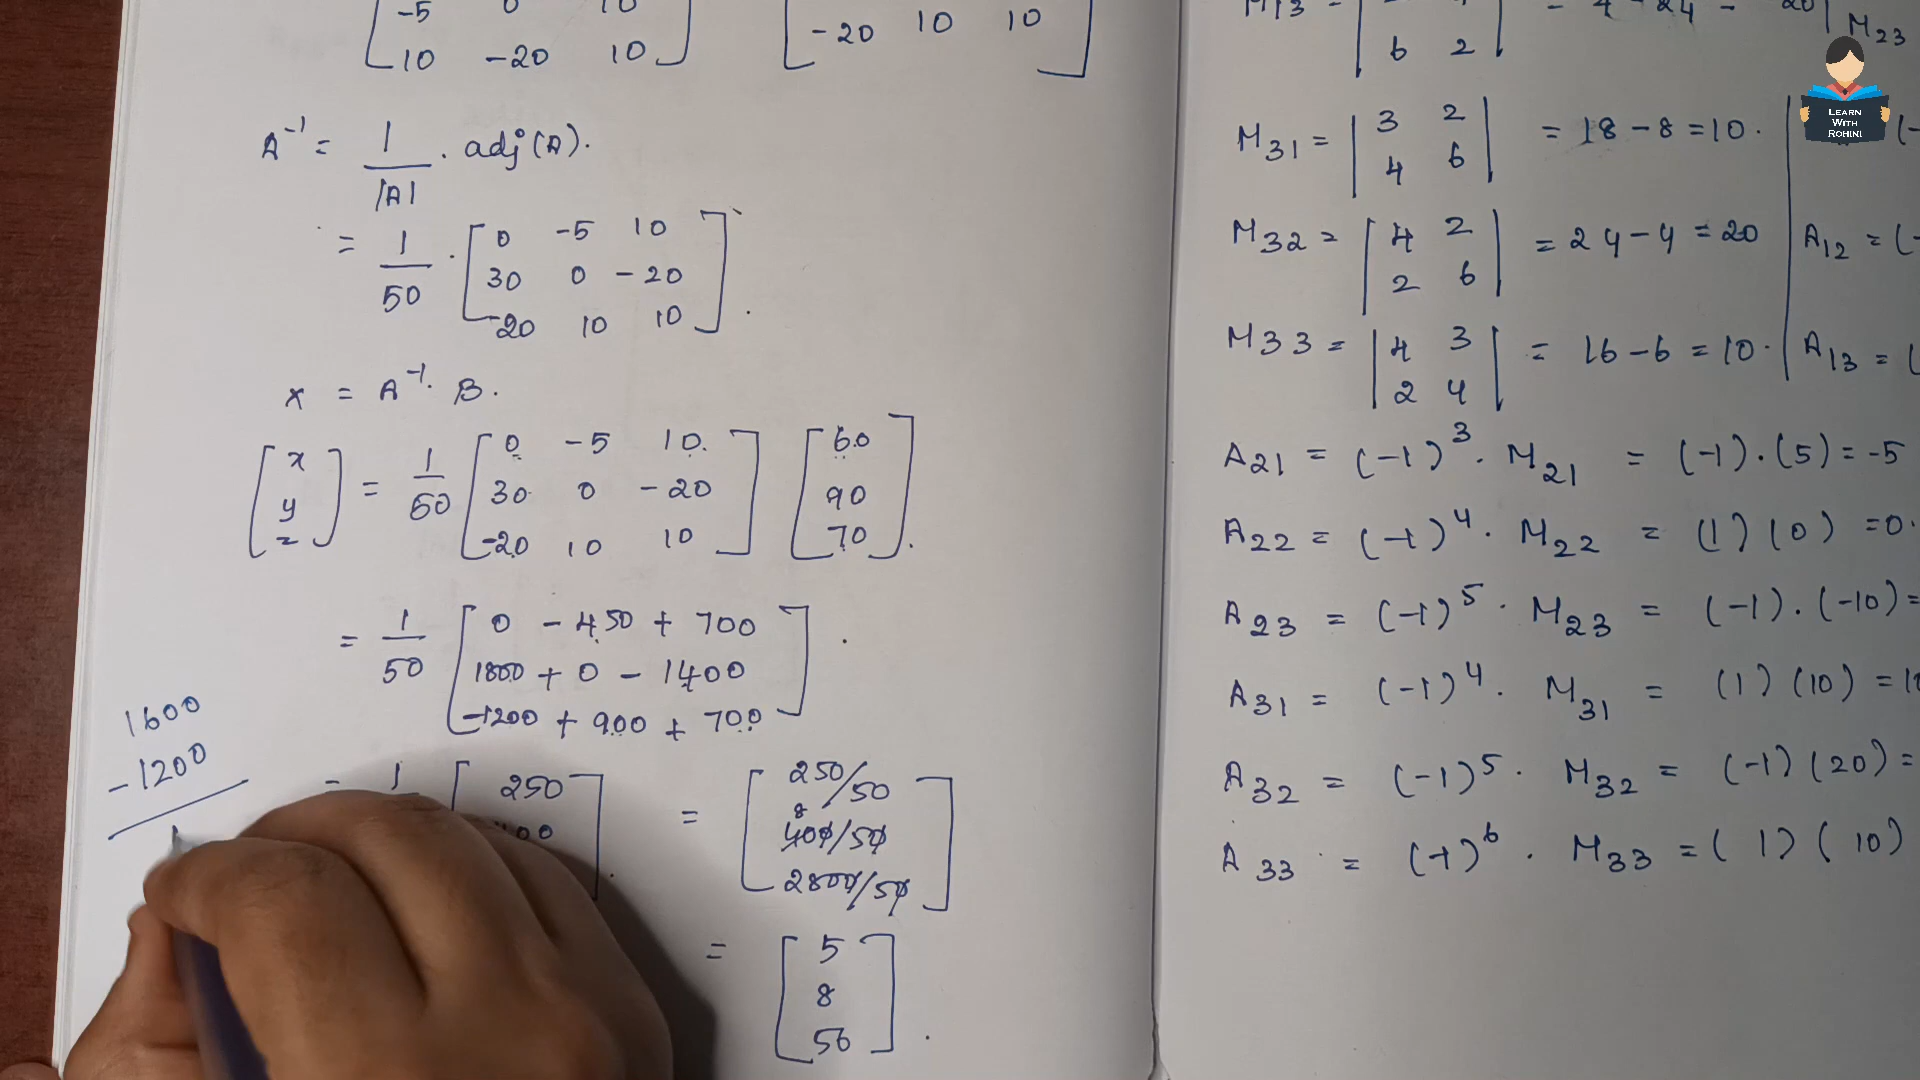 -5 0 10
10 -20 10
-20 10 10
A⁻¹ = 1/|A| . adj(A).
= 1/50 . [0 -5 10
30 0 -20
-20 10 10].
x = A⁻¹. B.
[x y z] = 1/50 [0 -5 10
30 0 -20
-20 10 10] [60
90
70].
= 1/50 [0 - 450 + 700
1800 + 0 - 1400
-1200 + 900 + 700].
1600
-1200
1 [250
= [250/50
8
400/50
2800/50]
= [5
8
56].
6 2
M23
M31 = |3 2
4 6| = 18 - 8 = 10.
M32 = |4 2
2 6| = 24 - 4 = 20
M33 = |4 3
2 4| = 16 - 6 = 10.
A12 = (-
A13 = (
A21 = (-1)³. M21 = (-1).(5) = -5
A22 = (-1)⁴. M22 = (1)(0) = 0.
A23 = (-1)⁵. M23 = (-1).(-10) =
A31 = (-1)⁴. M31 = (1)(10) =
A32 = (-1)⁵. M32 = (-1)(20) =
A33 = (-1)⁶. M33 = (1)(10)
LEARN
WITH
ROHINI